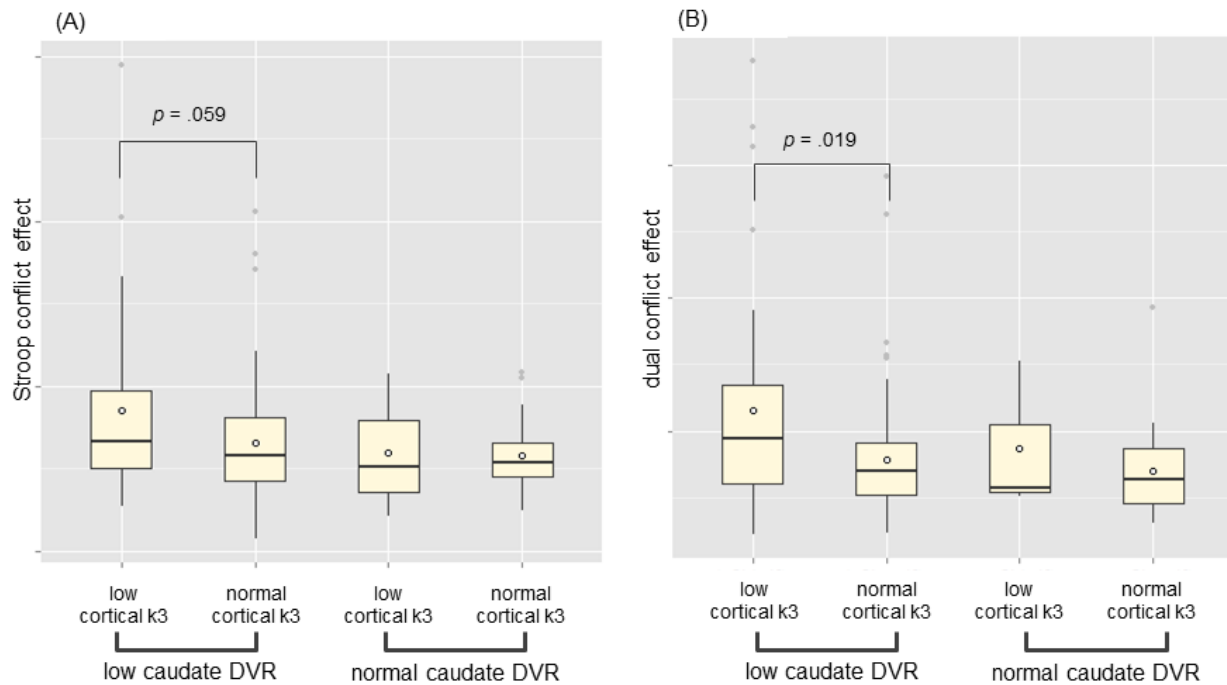 (A)
p = .059
Stroop conflict effect
low cortical k3
normal cortical k3
low cortical k3
normal cortical k3
low caudate DVR
normal caudate DVR
(B)
p = .019
dual conflict effect
low cortical k3
normal cortical k3
low cortical k3
normal cortical k3
low caudate DVR
normal caudate DVR